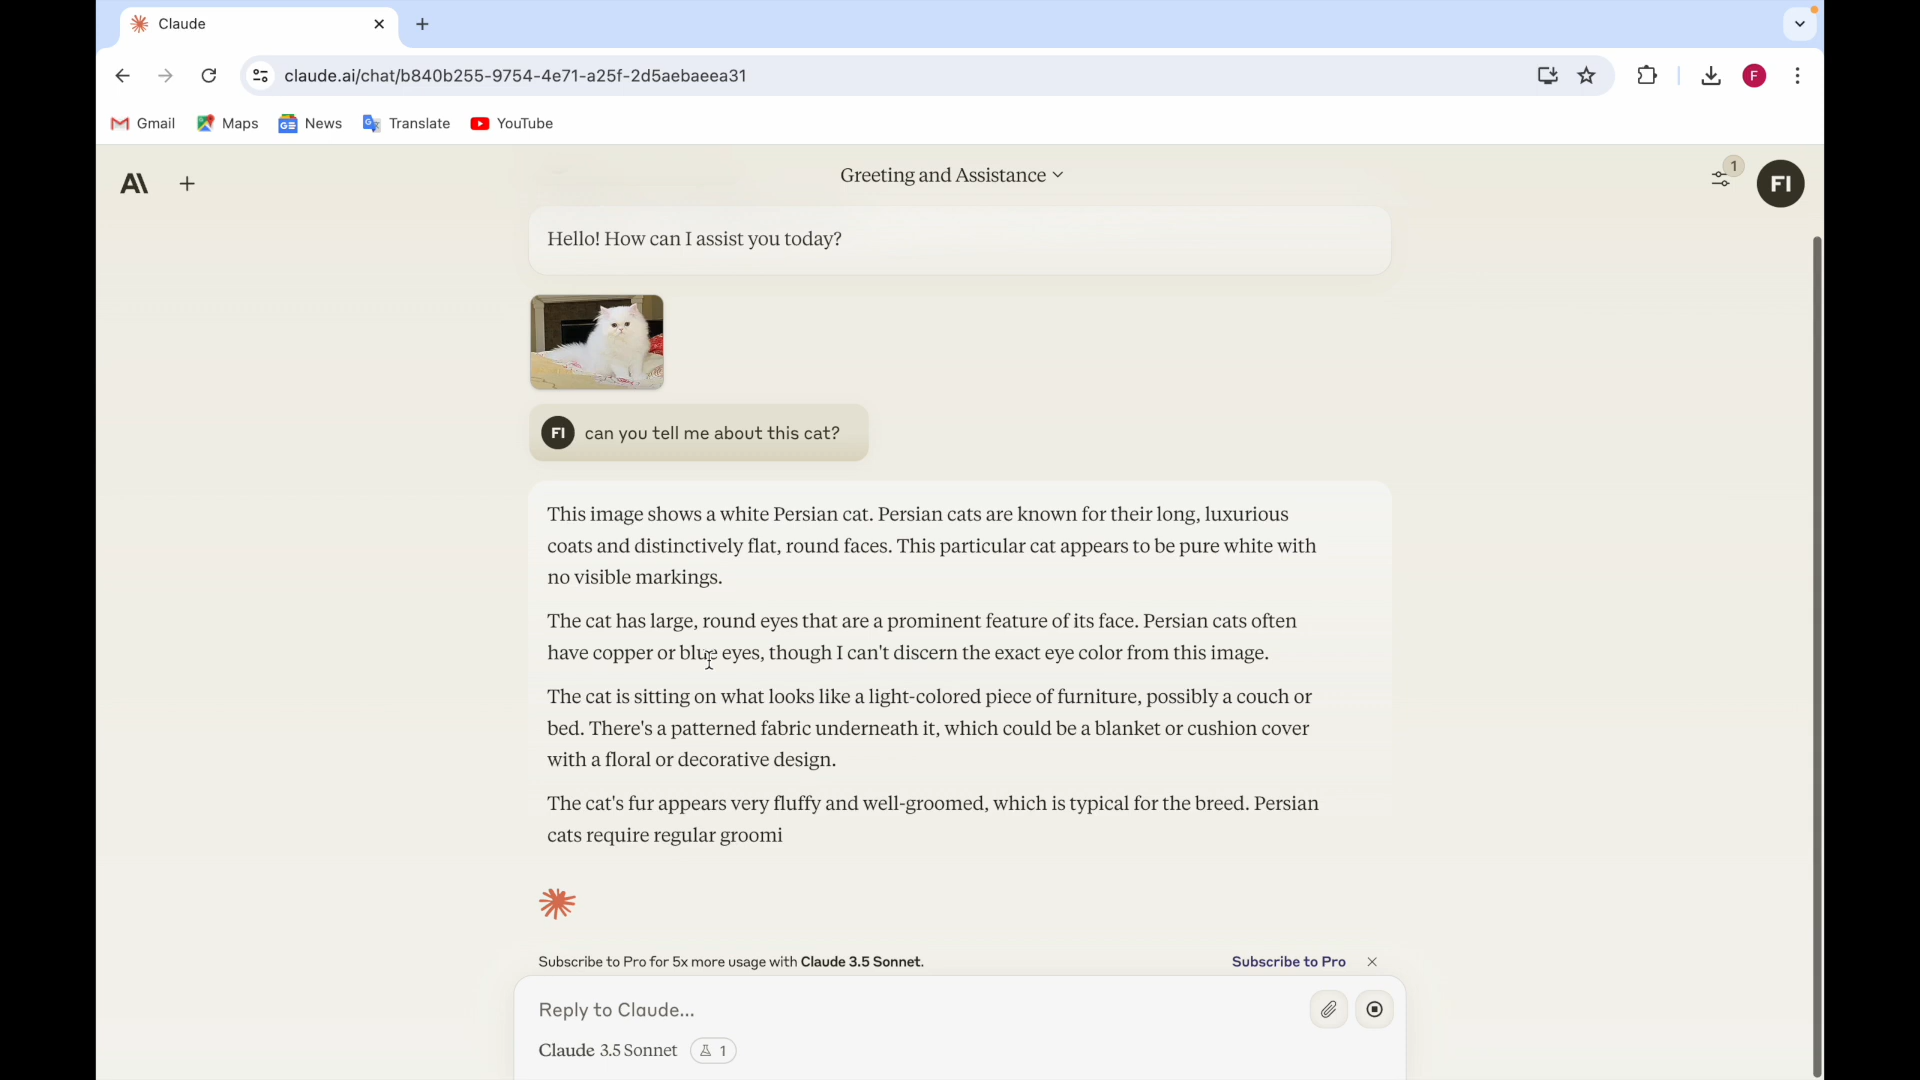 Claude
claude.ai/chat/b840b255-9754-4e71-a25f-2d5aebaeea31
F
Gmail
Maps
News
Translate
YouTube
A\
Greeting and Assistance
1
FI
Hello! How can I assist you today?
FI
can you tell me about this cat?
This image shows a white Persian cat. Persian cats are known for their long, luxurious
coats and distinctively flat, round faces. This particular cat appears to be pure white with
no visible markings.
The cat has large, round eyes that are a prominent feature of its face. Persian cats often
have copper or blue eyes, though I can't discern the exact eye color from this image.
The cat is sitting on what looks like a light-colored piece of furniture, possibly a couch or
bed. There's a patterned fabric underneath it, which could be a blanket or cushion cover
with a floral or decorative design.
The cat's fur appears very fluffy and well-groomed, which is typical for the breed. Persian
cats require regular groomi
Subscribe to Pro for 5x more usage with Claude 3.5 Sonnet.
Subscribe to Pro
Reply to Claude...
Claude 3.5 Sonnet
1